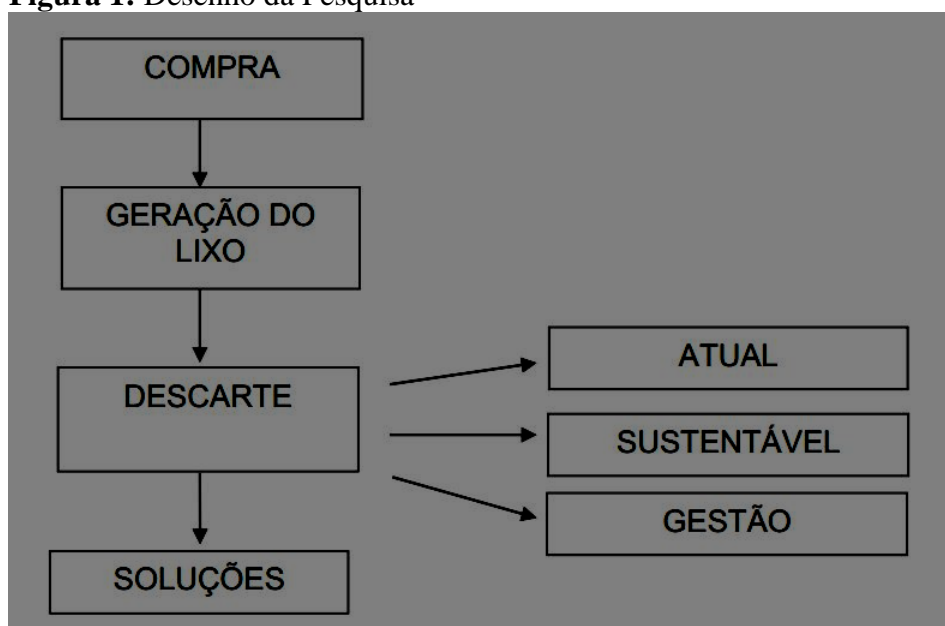 Figura 1: Desenho da Pesquisa
COMPRA
GERAÇÃO DO
LIXO
DESCARTE
ATUAL
SUSTENTÁVEL
GESTÃO
SOLUÇÕES